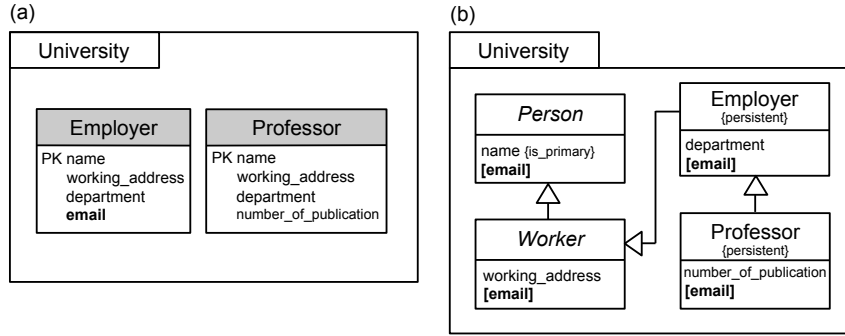 (a)
University
Employer
PK name
working_address
department
email
Professor
PK name
working_address
department
number_of_publication
(b)
University
Person
name {is_primary}
[email]
Employer
{persistent}
department
[email]
Worker
working_address
[email]
Professor
{persistent}
number_of_publication
[email]